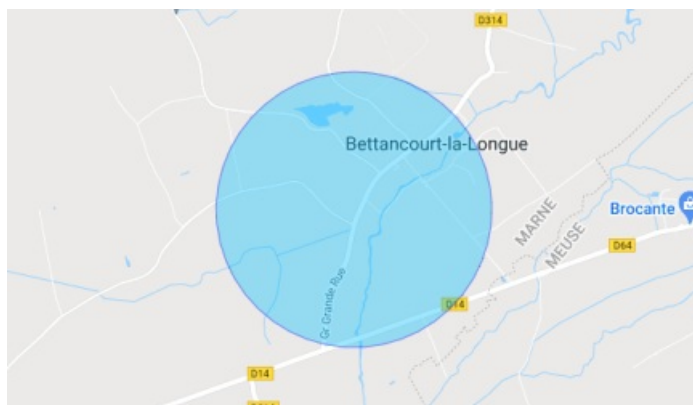 D314
Bettancourt-la-Longue
Brocante
MARNE
MEUSE
D64
D14
Gr Grande Rue
D14